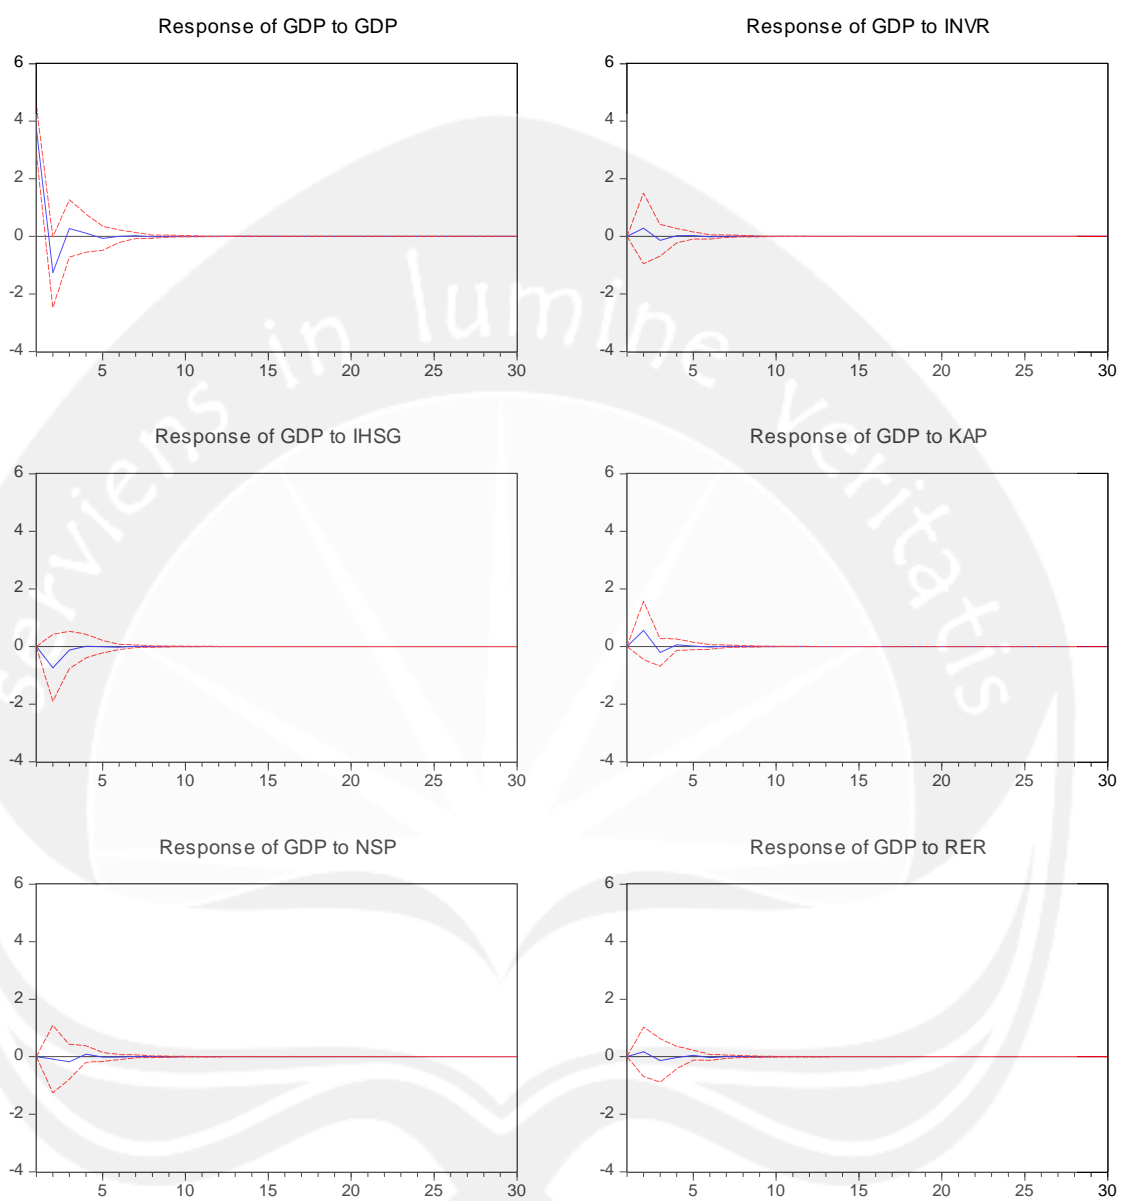 Response of GDP to GDP
6
4
2
0
-2
-4
5 10 15 20 25 30
Response of GDP to INVR
6
4
2
0
-2
-4
5 10 15 20 25 30
Response of GDP to IHSG
6
4
2
0
-2
-4
5 10 15 20 25 30
Response of GDP to KAP
6
4
2
0
-2
-4
5 10 15 20 25 30
Response of GDP to NSP
6
4
2
0
-2
-4
5 10 15 20 25 30
Response of GDP to RER
6
4
2
0
-2
-4
5 10 15 20 25 30
serviens in lumine veritatis